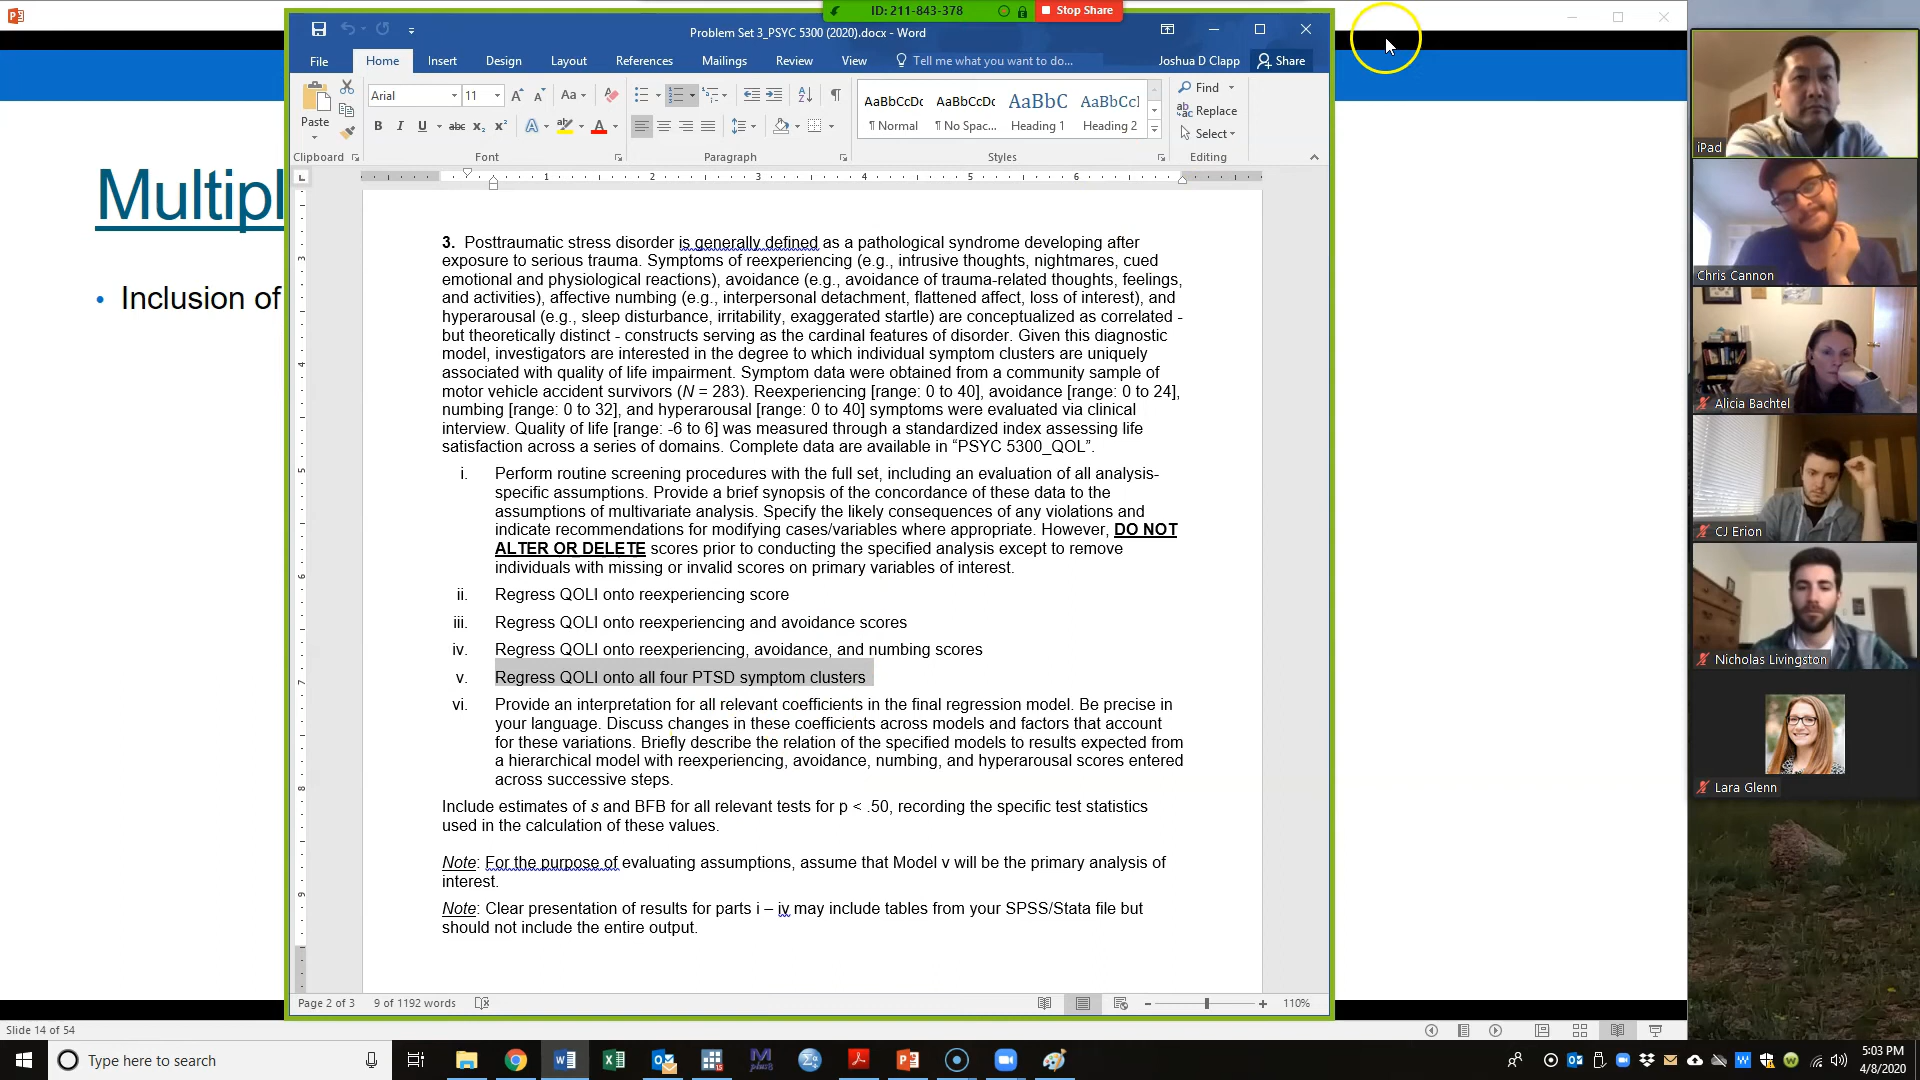 ID: 211-843-378
Stop Share
Problem Set 3_PSYC 5300 (2020).docx - Word
File
Home
Insert
Design
Layout
References
Mailings
Review
View
Tell me what you want to do...
Joshua D Clapp
Share
Paste
Clipboard
Arial
11
Font
Paragraph
AaBbCcDc
¶ Normal
AaBbCcDc
¶ No Spac...
AaBbC
Heading 1
AaBbCcI
Heading 2
Styles
Find
Replace
Select
Editing
Multipl
• Inclusion of
3. Posttraumatic stress disorder is generally defined as a pathological syndrome developing after
exposure to serious trauma. Symptoms of reexperiencing (e.g., intrusive thoughts, nightmares, cued
emotional and physiological reactions), avoidance (e.g., avoidance of trauma-related thoughts, feelings,
and activities), affective numbing (e.g., interpersonal detachment, flattened affect, loss of interest), and
hyperarousal (e.g., sleep disturbance, irritability, exaggerated startle) are conceptualized as correlated -
but theoretically distinct - constructs serving as the cardinal features of disorder. Given this diagnostic
model, investigators are interested in the degree to which individual symptom clusters are uniquely
associated with quality of life impairment. Symptom data were obtained from a community sample of
motor vehicle accident survivors (N = 283). Reexperiencing [range: 0 to 40], avoidance [range: 0 to 24],
numbing [range: 0 to 32], and hyperarousal [range: 0 to 40] symptoms were evaluated via clinical
interview. Quality of life [range: -6 to 6] was measured through a standardized index assessing life
satisfaction across a series of domains. Complete data are available in “PSYC 5300_QOL”.
i. Perform routine screening procedures with the full set, including an evaluation of all analysis-
specific assumptions. Provide a brief synopsis of the concordance of these data to the
assumptions of multivariate analysis. Specify the likely consequences of any violations and
indicate recommendations for modifying cases/variables where appropriate. However, DO NOT
ALTER OR DELETE scores prior to conducting the specified analysis except to remove
individuals with missing or invalid scores on primary variables of interest.
ii. Regress QOLI onto reexperiencing score
iii. Regress QOLI onto reexperiencing and avoidance scores
iv. Regress QOLI onto reexperiencing, avoidance, and numbing scores
v. Regress QOLI onto all four PTSD symptom clusters
vi. Provide an interpretation for all relevant coefficients in the final regression model. Be precise in
your language. Discuss changes in these coefficients across models and factors that account
for these variations. Briefly describe the relation of the specified models to results expected from
a hierarchical model with reexperiencing, avoidance, numbing, and hyperarousal scores entered
across successive steps.
Include estimates of s and BFB for all relevant tests for p < .50, recording the specific test statistics
used in the calculation of these values.
Note: For the purpose of evaluating assumptions, assume that Model v will be the primary analysis of
interest.
Note: Clear presentation of results for parts i – iv may include tables from your SPSS/Stata file but
should not include the entire output.
Page 2 of 3
9 of 1192 words
110%
Slide 14 of 54
iPad
Chris Cannon
Alicia Bachtel
CJ Erion
Nicholas Livingston
Lara Glenn
Type here to search
5:03 PM
4/8/2020